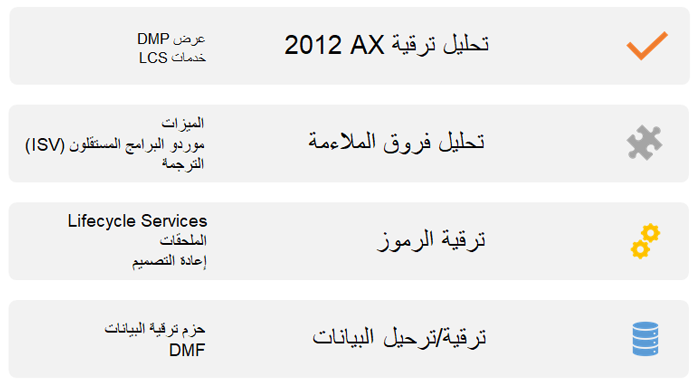 تحليل ترقية AX 2012
عرض DMP
خدمات LCS
تحليل فروق الملاءمة
الميزات
موردو البرامج المستقلون (ISV)
الترجمة
ترقية الرموز
Lifecycle Services
الملحقات
إعادة التصميم
ترقية/ترحيل البيانات
حزم ترقية البيانات
DMF